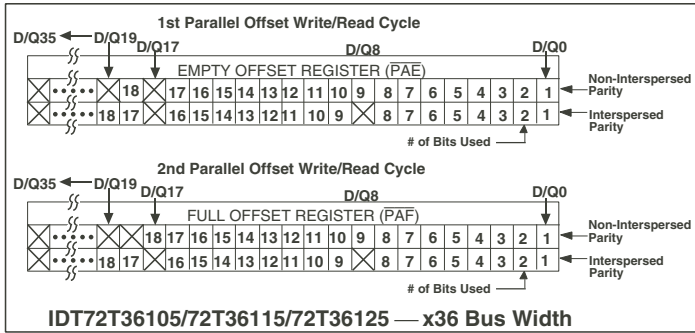 1st Parallel Offset Write/Read Cycle
D/Q35 D/Q19 D/Q17 D/Q8 D/Q0
EMPTY OFFSET REGISTER (PAE)
18 17 16 15 14 13 12 11 10 9 8 7 6 5 4 3 2 1 Non-Interspersed Parity
18 17 16 15 14 13 12 11 10 9 8 7 6 5 4 3 2 1 Interspersed Parity
# of Bits Used
2nd Parallel Offset Write/Read Cycle
D/Q35 D/Q19 D/Q17 D/Q8 D/Q0
FULL OFFSET REGISTER (PAF)
18 17 16 15 14 13 12 11 10 9 8 7 6 5 4 3 2 1 Non-Interspersed Parity
18 17 16 15 14 13 12 11 10 9 8 7 6 5 4 3 2 1 Interspersed Parity
# of Bits Used
IDT72T36105/72T36115/72T36125 — x36 Bus Width